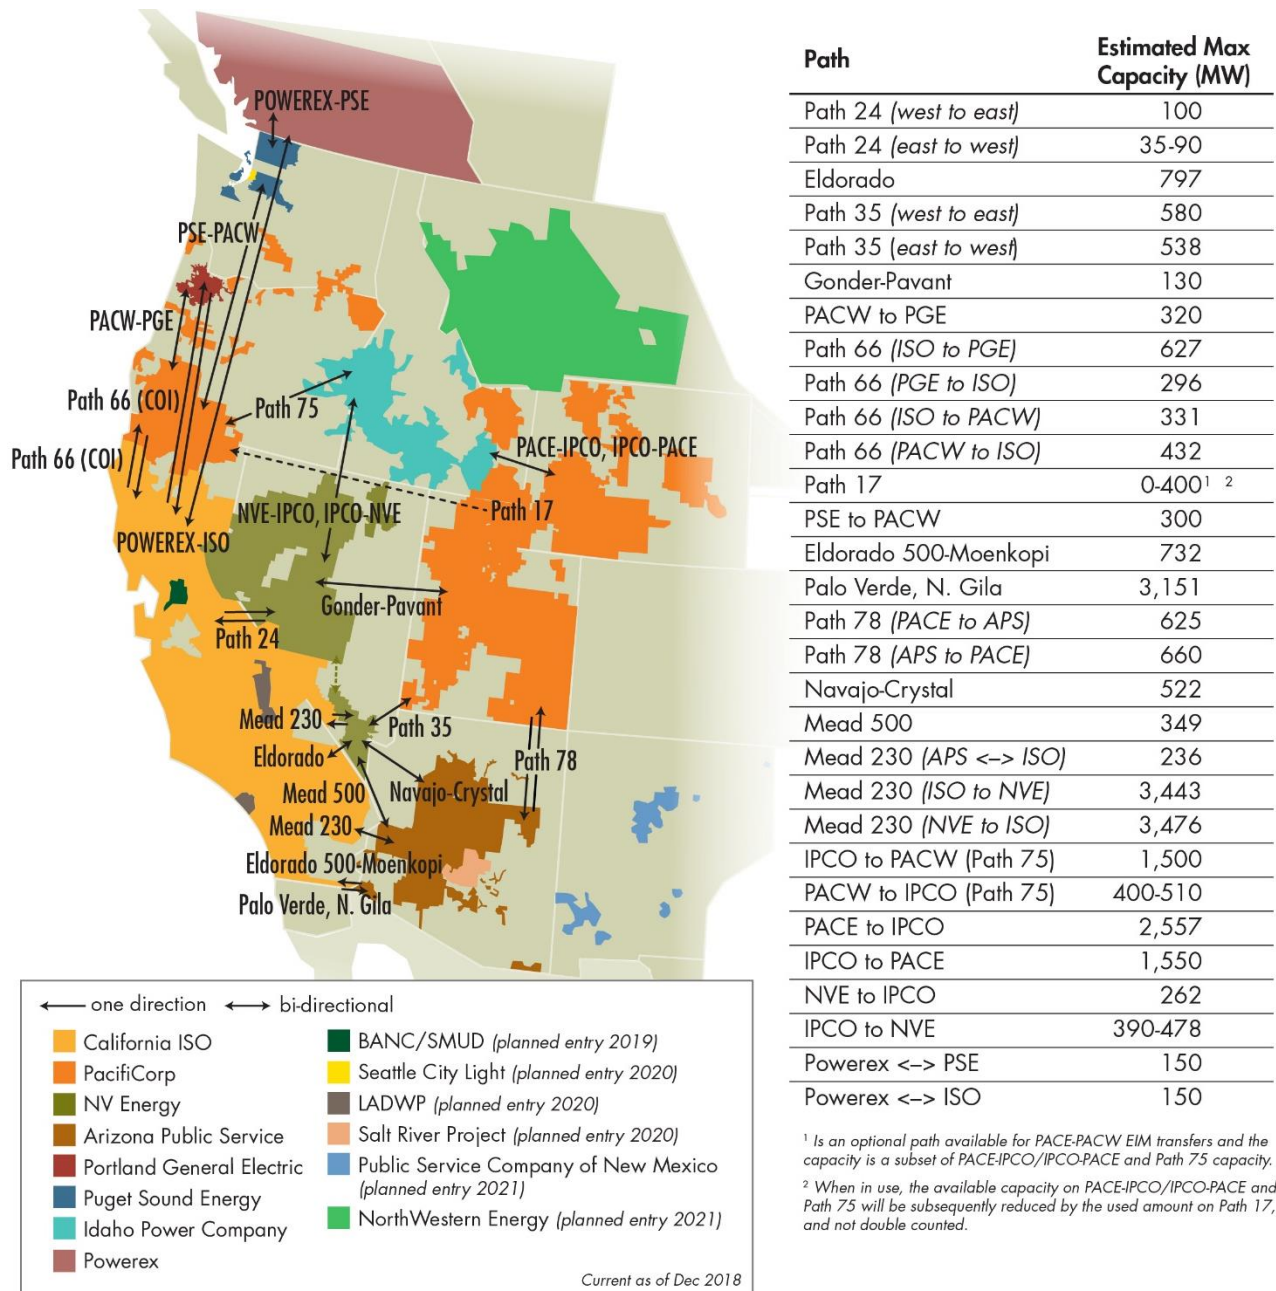 POWEREX-PSE
PSE-PACW
PACW-PGE
Path 66 (COI)
Path 75
Path 66 (COI)
PACE-IPCO, IPCO-PACE
NVE-IPCO, IPCO-NVE
Path 17
POWEREX-ISO
Gonder-Pavant
Path 24
Mead 230
Path 35
Eldorado
Path 78
Mead 500
Navajo-Crystal
Mead 230
Eldorado 500-Moenkopi
Palo Verde, N. Gila
one direction
bi-directional
California ISO
PacifiCorp
NV Energy
Arizona Public Service
Portland General Electric
Puget Sound Energy
Idaho Power Company
Powerex
BANC/SMUD (planned entry 2019)
Seattle City Light (planned entry 2020)
LADWP (planned entry 2020)
Salt River Project (planned entry 2020)
Public Service Company of New Mexico
(planned entry 2021)
NorthWestern Energy (planned entry 2021)
Current as of Dec 2018
Path Estimated Max
Capacity (MW)
Path 24 (west to east) 100
Path 24 (east to west) 35-90
Eldorado 797
Path 35 (west to east) 580
Path 35 (east to west) 538
Gonder-Pavant 130
PACW to PGE 320
Path 66 (ISO to PGE) 627
Path 66 (PGE to ISO) 296
Path 66 (ISO to PACW) 331
Path 66 (PACW to ISO) 432
Path 17 0-400¹ ²
PSE to PACW 300
Eldorado 500-Moenkopi 732
Palo Verde, N. Gila 3,151
Path 78 (PACE to APS) 625
Path 78 (APS to PACE) 660
Navajo-Crystal 522
Mead 500 349
Mead 230 (APS <–> ISO) 236
Mead 230 (ISO to NVE) 3,443
Mead 230 (NVE to ISO) 3,476
IPCO to PACW (Path 75) 1,500
PACW to IPCO (Path 75) 400-510
PACE to IPCO 2,557
IPCO to PACE 1,550
NVE to IPCO 262
IPCO to NVE 390-478
Powerex <–> PSE 150
Powerex <–> ISO 150
¹ Is an optional path available for PACE-PACW EIM transfers and the
capacity is a subset of PACE-IPCO/IPCO-PACE and Path 75 capacity.
² When in use, the available capacity on PACE-IPCO/IPCO-PACE and
Path 75 will be subsequently reduced by the used amount on Path 17,
and not double counted.